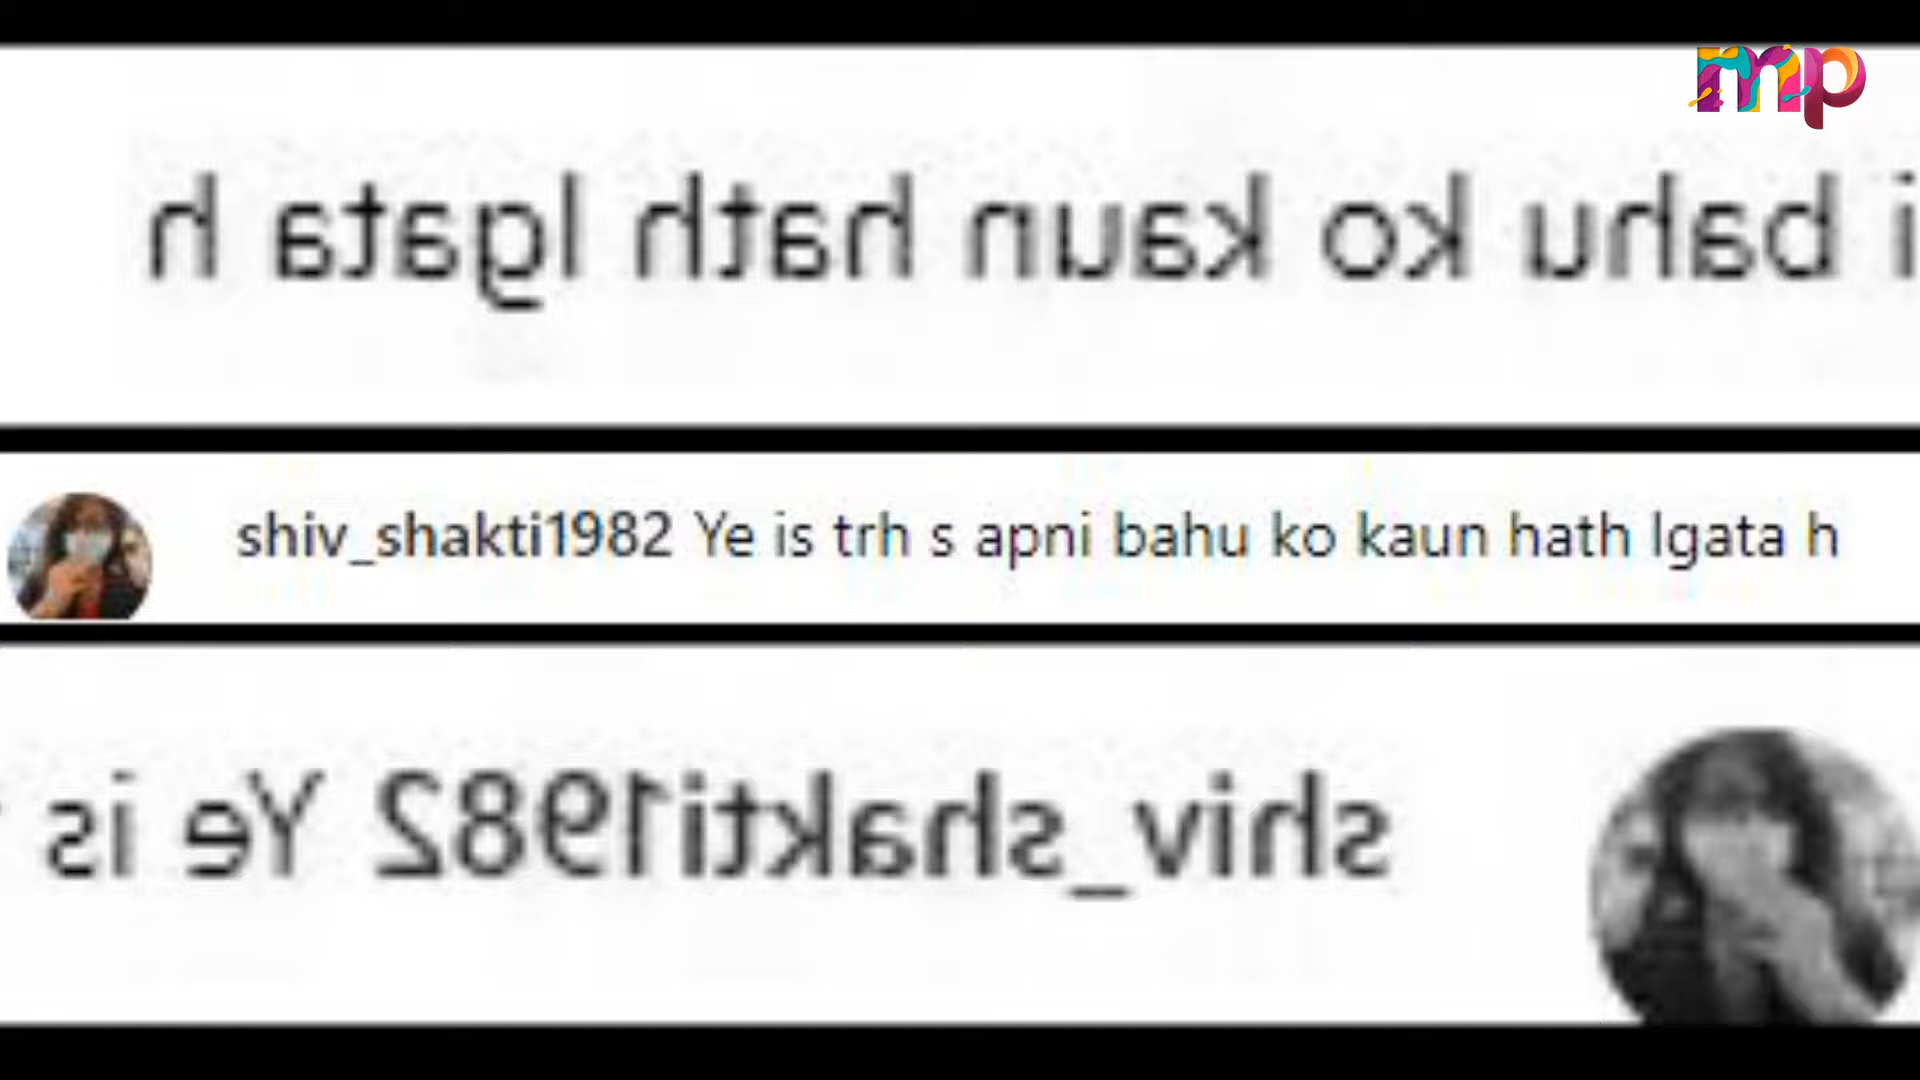 mp
i bahu ko kaun hath lgata h
shiv_shakti1982 Ye is trh s apni bahu ko kaun hath lgata h
shiv_shakti1982 Ye is